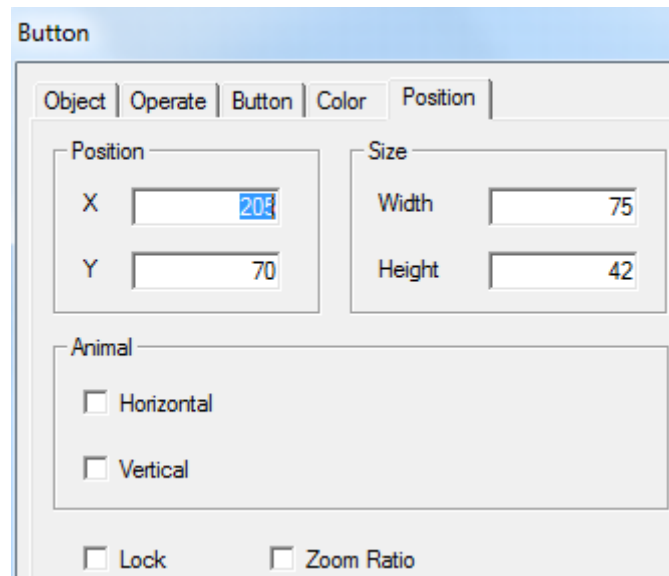 Button
Object Operate Button Color Position
Position
X 205
Y 70
Size
Width 75
Height 42
Animal
Horizontal
Vertical
Lock Zoom Ratio